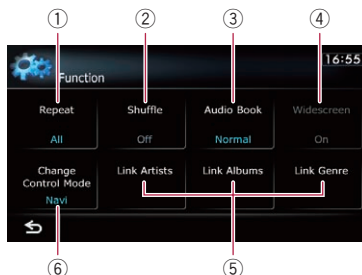 ① ② ③ ④
16:55
Function
Repeat Shuffle Audio Book Widescreen
All Off Normal On
Change Link Artists Link Albums Link Genre
Control Mode
Navi
⑥ ⑤